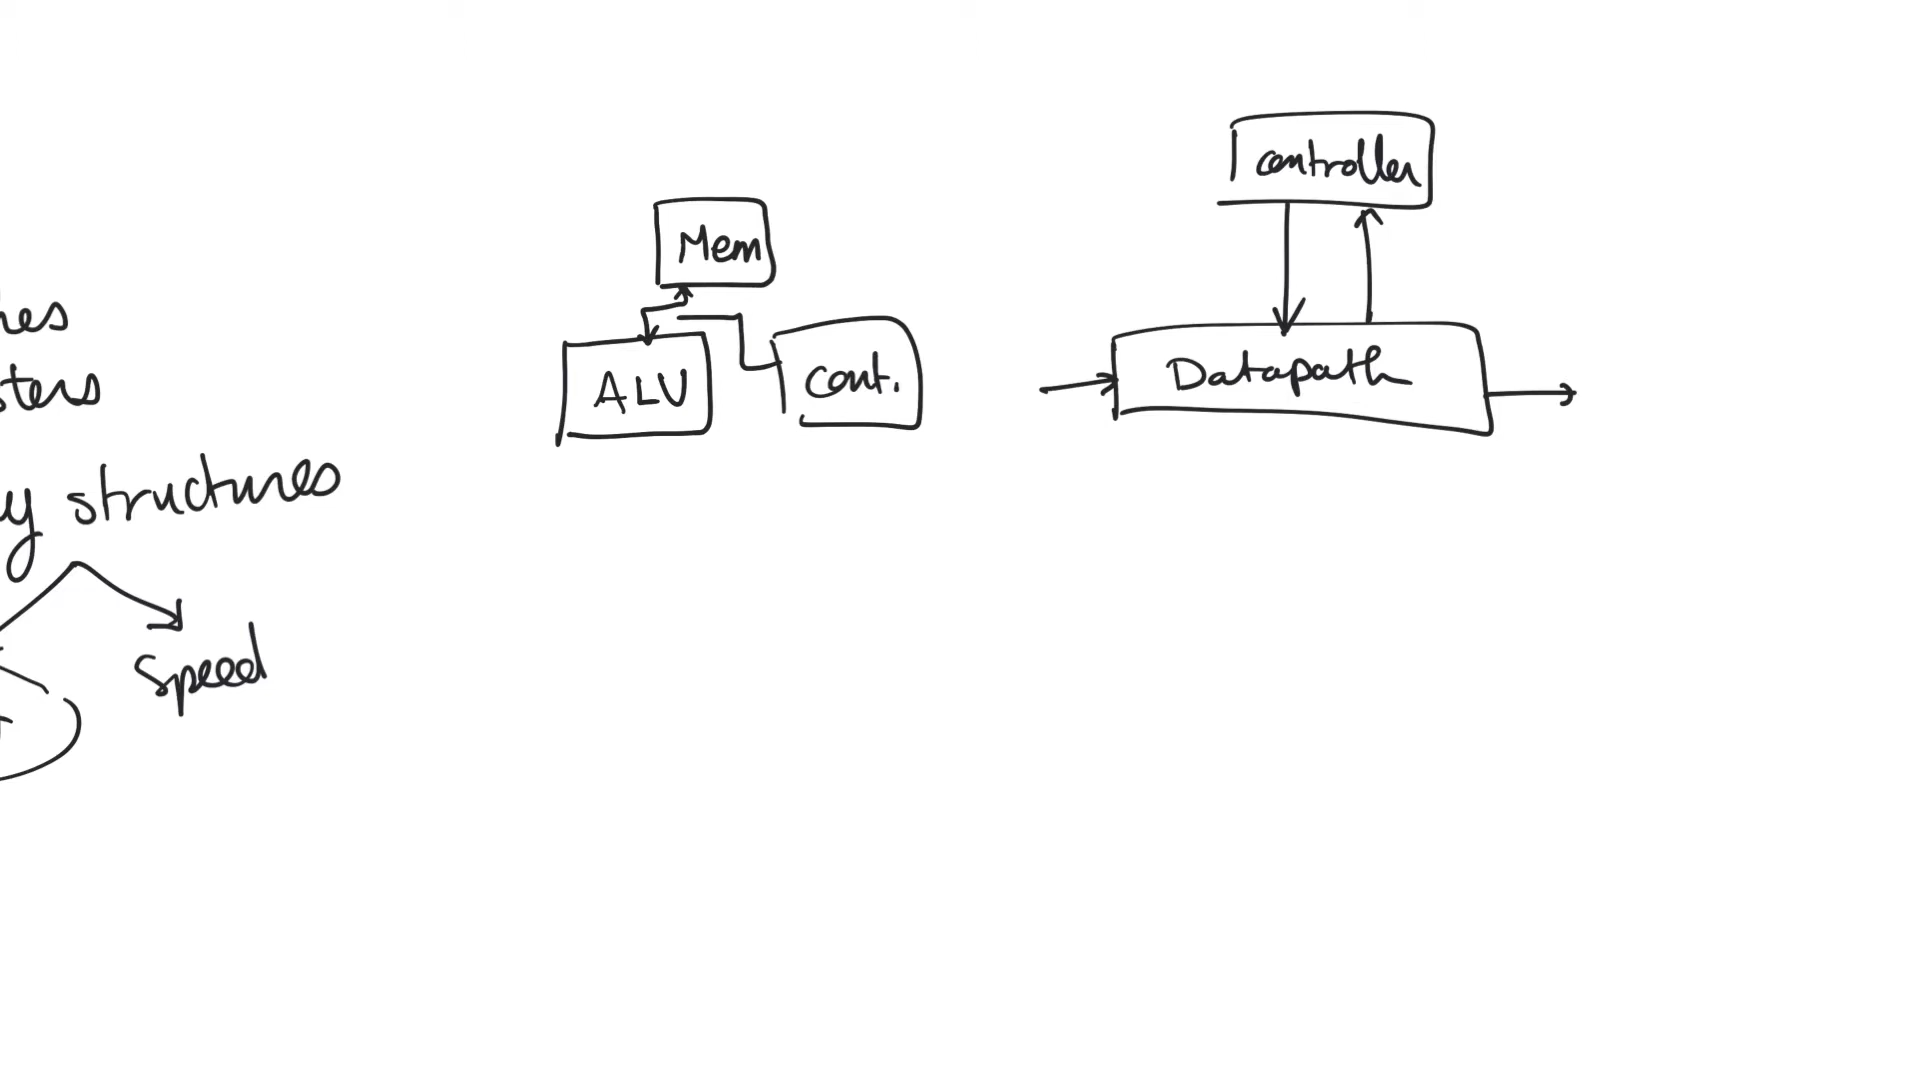 structures
Speed
Mem
ALU
cont.
controller
Datapath